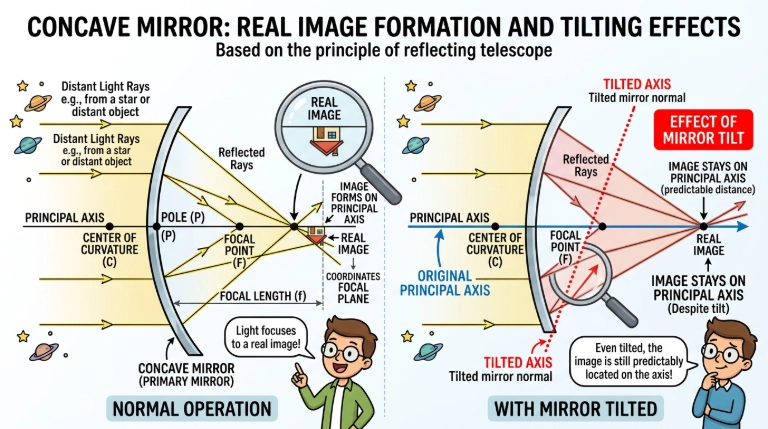 CONCAVE MIRROR: REAL IMAGE FORMATION AND TILTING EFFECTS
Based on the principle of reflecting telescope
Distant Light Rays
e.g., from a star or
distant object
Distant Light Rays
e.g., from a star
or distant object
PRINCIPAL AXIS
CENTER OF
CURVATURE
(C)
POLE (P)
(P)
Reflected
Rays
REAL
IMAGE
FOCAL
POINT
(F)
IMAGE
FORMS ON
PRINCIPAL
AXIS
REAL
IMAGE
COORDINATES
FOCAL
PLANE
FOCAL LENGTH (f)
CONCAVE MIRROR
(PRIMARY MIRROR)
Light focuses
to a real image!
NORMAL OPERATION
TILTED AXIS
Tilted mirror normal
EFFECT OF
MIRROR TILT
Reflected
Rays
IMAGE STAYS ON
PRINCIPAL AXIS
(predictable distance)
PRINCIPAL AXIS
CENTER OF
CURVATURE
(C)
FOCAL
POINT
(F)
REAL
IMAGE
ORIGINAL
PRINCIPAL AXIS
IMAGE STAYS ON
PRINCIPAL AXIS
(Despite tilt)
TILTED AXIS
Tilted mirror normal
Even tilted, the
image is still predictably
located on the axis!
WITH MIRROR TILTED